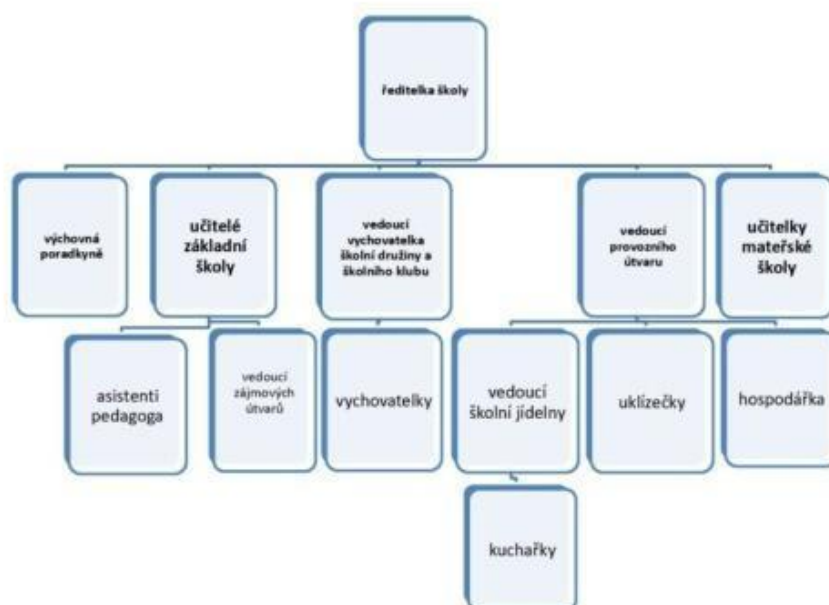 ředitelka školy
výchovná
poradkyně
učitelé
základní
školy
vedoucí
vychovatelka
školní družiny a
školního klubu
vedoucí
provozního
útvaru
učitelky
mateřské
školy
asistenti
pedagoga
vedoucí
zájmových
útvarů
vychovatelky
vedoucí
školní jídelny
uklízečky
hospodářka
kuchařky